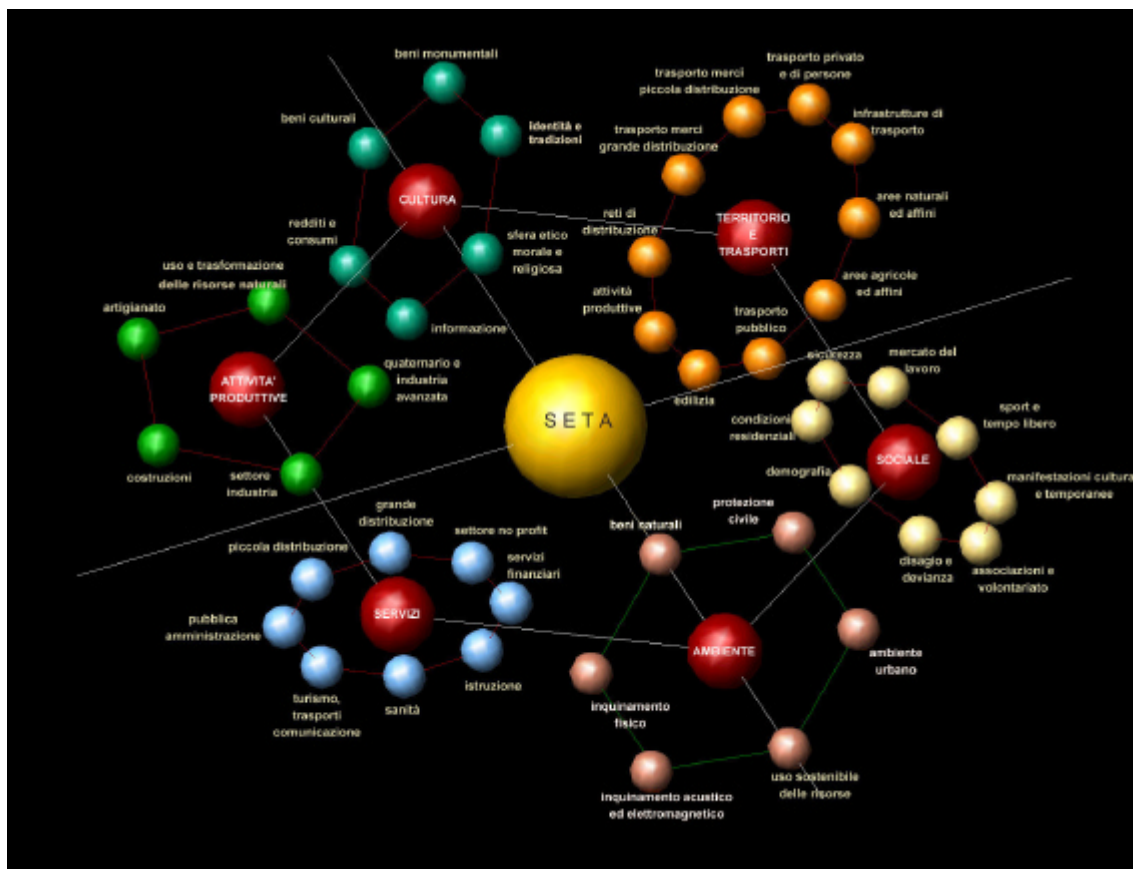 beni monumentali
beni culturali
Identità e
tradizioni
CULTURA
redditi e
consumi
sfera etico
morale e
religiosa
informazione
trasporto privato
e di persone
trasporto merci
piccola distribuzione
infrastrutture di
trasporto
trasporto merci
grande distribuzione
aree naturali
ed affini
reti di
distribuzione
TERRITORIO
E
TRASPORTI
aree agricole
ed affini
attività
produttive
trasporto
pubblico
edilizia
uso e trasformazione
delle risorse naturali
artigianato
ATTIVITA'
PRODUTTIVE
quaternario e
industria
avanzata
costruzioni
settore
industria
SETA
sicurezza
mercato del
lavoro
condizioni
residenziali
sport e
tempo libero
demografia
SOCIALE
manifestazioni cultura
e temporanee
disagio e
devianza
associazioni e
volontariato
grande
distribuzione
settore no profit
piccola distribuzione
servizi
finanziari
pubblica
amministrazione
SERVIZI
turismo,
trasporti
comunicazione
sanità
istruzione
beni naturali
protezione
civile
AMBIENTE
ambiente
urbano
inquinamento
fisico
inquinamento acustico
ed elettromagnetico
uso sostenibile
delle risorse